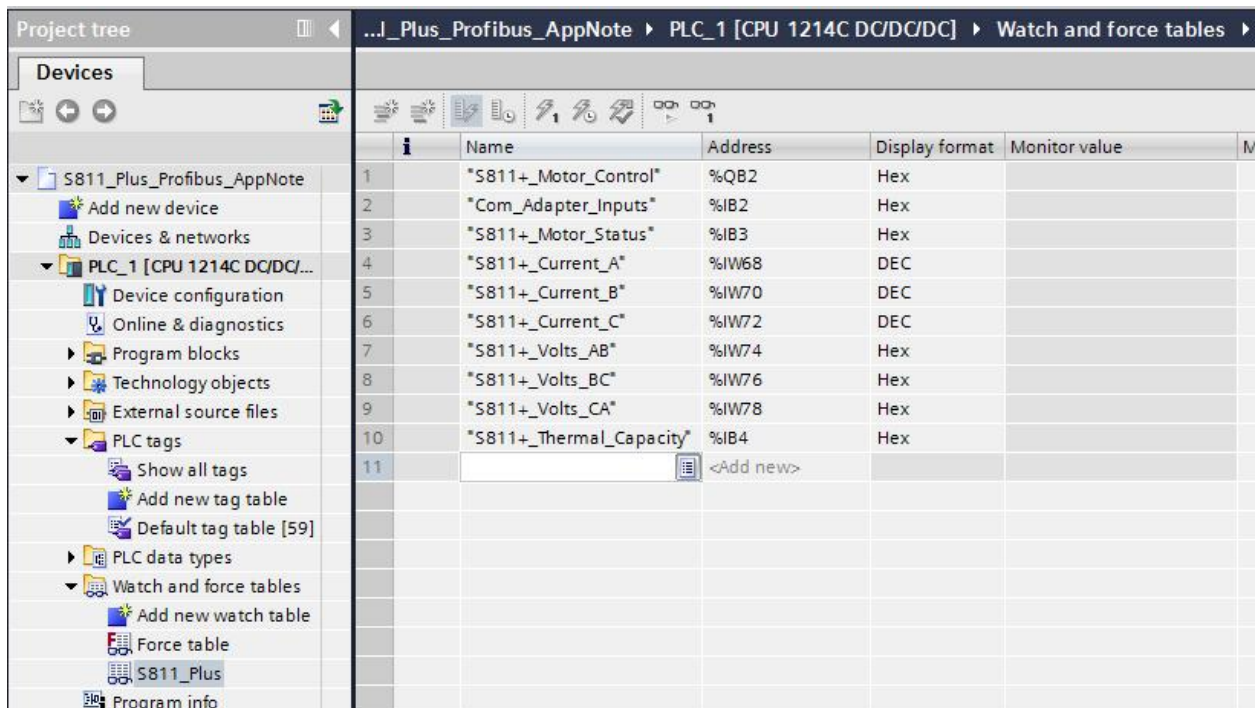 Project tree
...l_Plus_Profibus_AppNote ▸ PLC_1 [CPU 1214C DC/DC/DC] ▸ Watch and force tables ▸
Devices
i Name Address Display format Monitor value M
S811_Plus_Profibus_AppNote
Add new device
Devices & networks
PLC_1 [CPU 1214C DC/DC/...
Device configuration
Online & diagnostics
Program blocks
Technology objects
External source files
PLC tags
Show all tags
Add new tag table
Default tag table [59]
PLC data types
Watch and force tables
Add new watch table
Force table
S811_Plus
Program info
1 "S811+_Motor_Control" %QB2 Hex
2 "Com_Adapter_Inputs" %IB2 Hex
3 "S811+_Motor_Status" %IB3 Hex
4 "S811+_Current_A" %IW68 DEC
5 "S811+_Current_B" %IW70 DEC
6 "S811+_Current_C" %IW72 DEC
7 "S811+_Volts_AB" %IW74 Hex
8 "S811+_Volts_BC" %IW76 Hex
9 "S811+_Volts_CA" %IW78 Hex
10 "S811+_Thermal_Capacity" %IB4 Hex
11 <Add new>